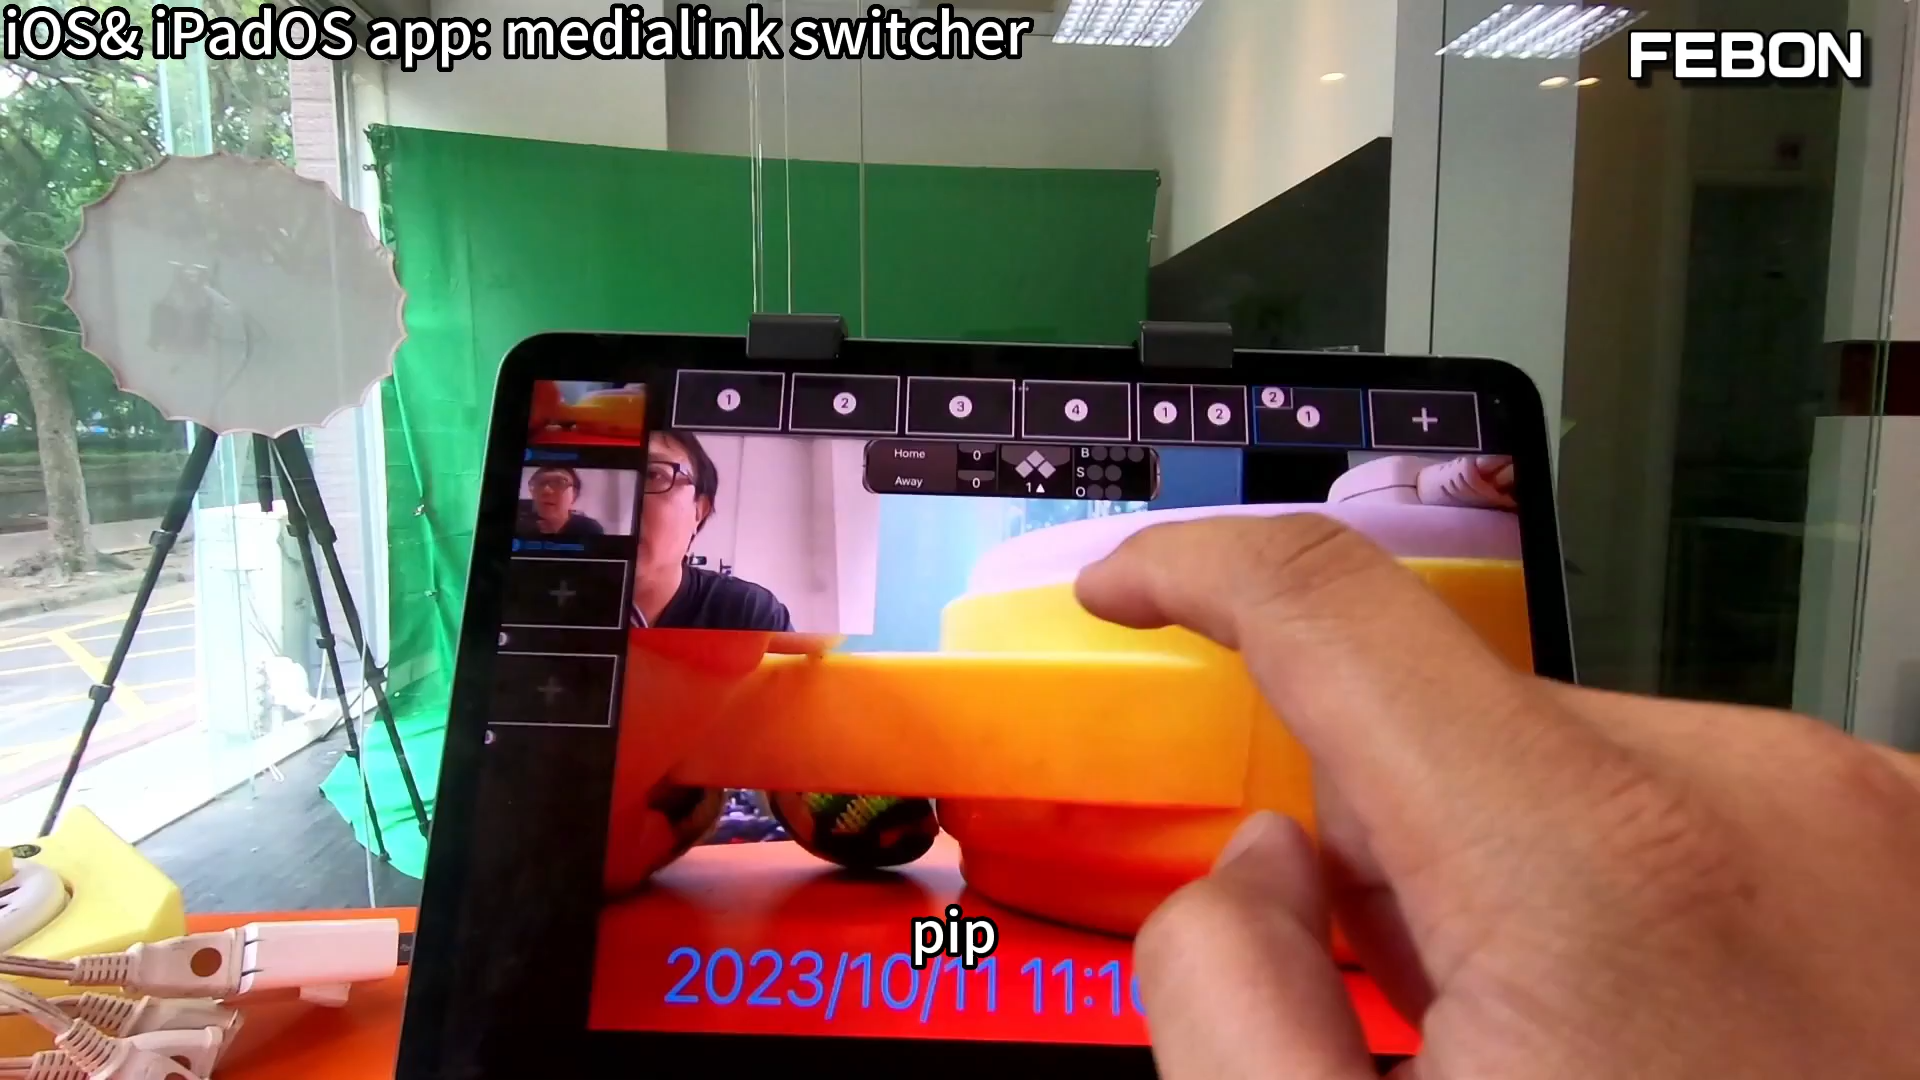 iOS& iPadOS app: medialink switcher
FEBON
1
2
3
4
1 2
2 1
+
Home 0
Away 0
1▲
B
S
O
pip
2023/10/11 11:1